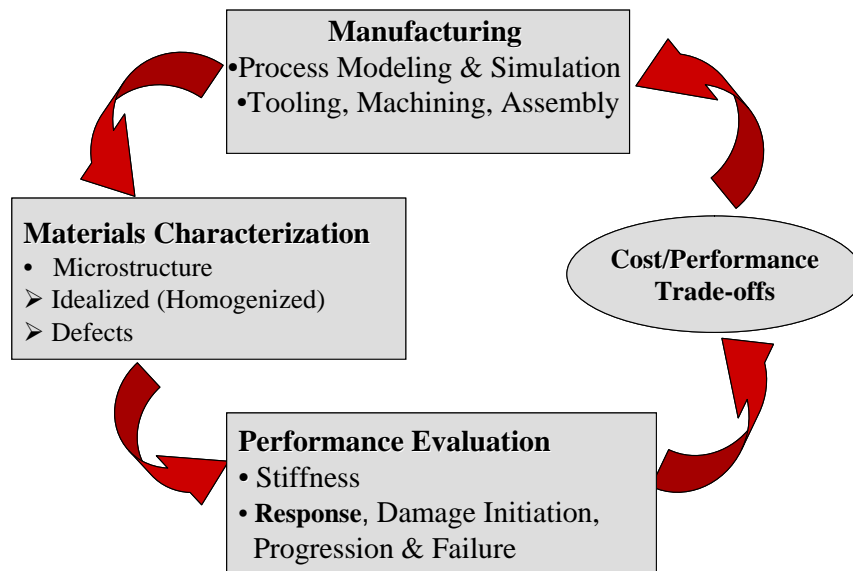 Manufacturing
•Process Modeling & Simulation
•Tooling, Machining, Assembly
Materials Characterization
• Microstructure
➢ Idealized (Homogenized)
➢ Defects
Cost/Performance
Trade-offs
Performance Evaluation
• Stiffness
• Response, Damage Initiation,
Progression & Failure